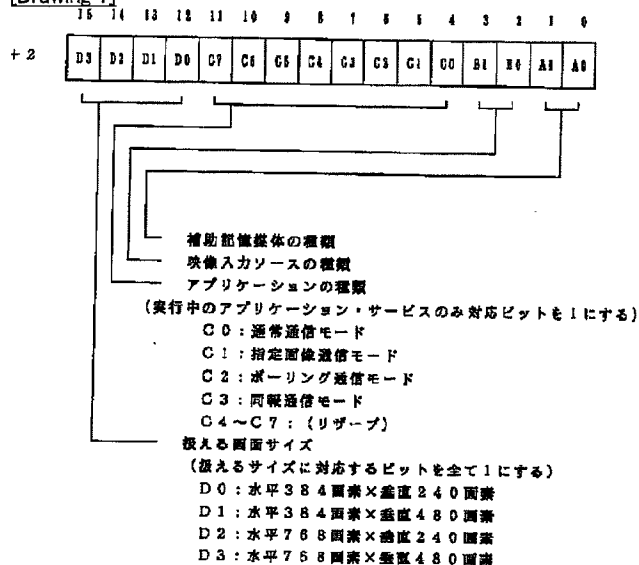 [Drawing 1]
15 14 13 12 11 10 9 8 7 6 5 4 3 2 1 0
+2 D3 D2 D1 D0 C7 C6 C5 C4 C3 C2 C1 C0 B1 B0 A1 A0
補助記憶媒体の種類
映像入力ソースの種類
アプリケーションの種類
(実行中のアプリケーション・サービスのみ対応ビットを1にする)
C0:通常通信モード
C1:指定画像通信モード
C2:ポーリング通信モード
C3:同報通信モード
C4~C7:(リザーブ)
扱える画面サイズ
(扱えるサイズに対応するビットを全て1にする)
D0:水平384画素×垂直240画素
D1:水平384画素×垂直480画素
D2:水平768画素×垂直240画素
D3:水平768画素×垂直480画素